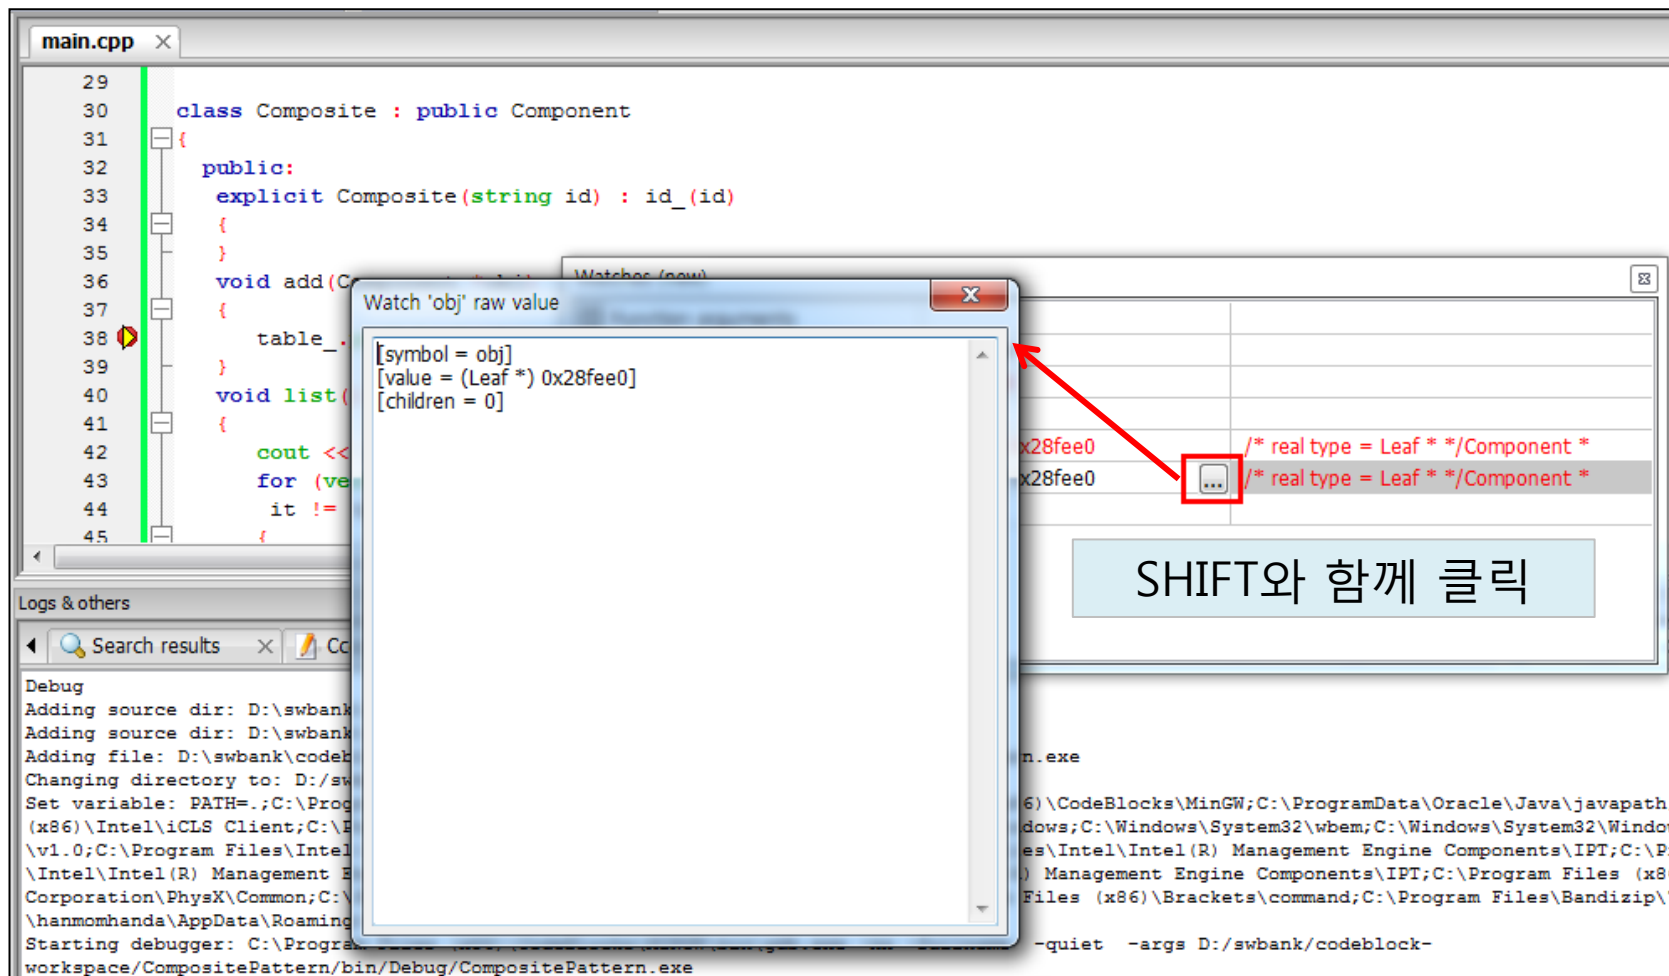 main.cpp
29
30 class Composite : public Component
31 {
32 public:
33 explicit Composite(string id) : id_(id)
34 {
35 }
36 void add(C
37 {
38 table_.
39 }
40 void list(
41 {
42 cout <<
43 for (ve
44 it !=
45 {
Watches (new)
Function arguments
x28fee0 /* real type = Leaf * */Component *
x28fee0 ... /* real type = Leaf * */Component *
Watch 'obj' raw value
[symbol = obj]
[value = (Leaf *) 0x28fee0]
[children = 0]
SHIFT와 함께 클릭
Logs & others
Search results Cc
Debug
Adding source dir: D:\swbank
Adding source dir: D:\swbank
Adding file: D:\swbank\codeb n.exe
Changing directory to: D:/sw
Set variable: PATH=.;C:\Prog 6)\CodeBlocks\MinGW;C:\ProgramData\Oracle\Java\javapath
(x86)\Intel\iCLS Client;C:\P dows;C:\Windows\System32\wbem;C:\Windows\System32\Windo
\v1.0;C:\Program Files\Intel es\Intel\Intel(R) Management Engine Components\IPT;C:\P
\Intel\Intel(R) Management E ) Management Engine Components\IPT;C:\Program Files (x8
Corporation\PhysX\Common;C:\ Files (x86)\Brackets\command;C:\Program Files\Bandizip\
\hanmomhanda\AppData\Roaming
Starting debugger: C:\Program -quiet -args D:/swbank/codeblock-
workspace/CompositePattern/bin/Debug/CompositePattern.exe